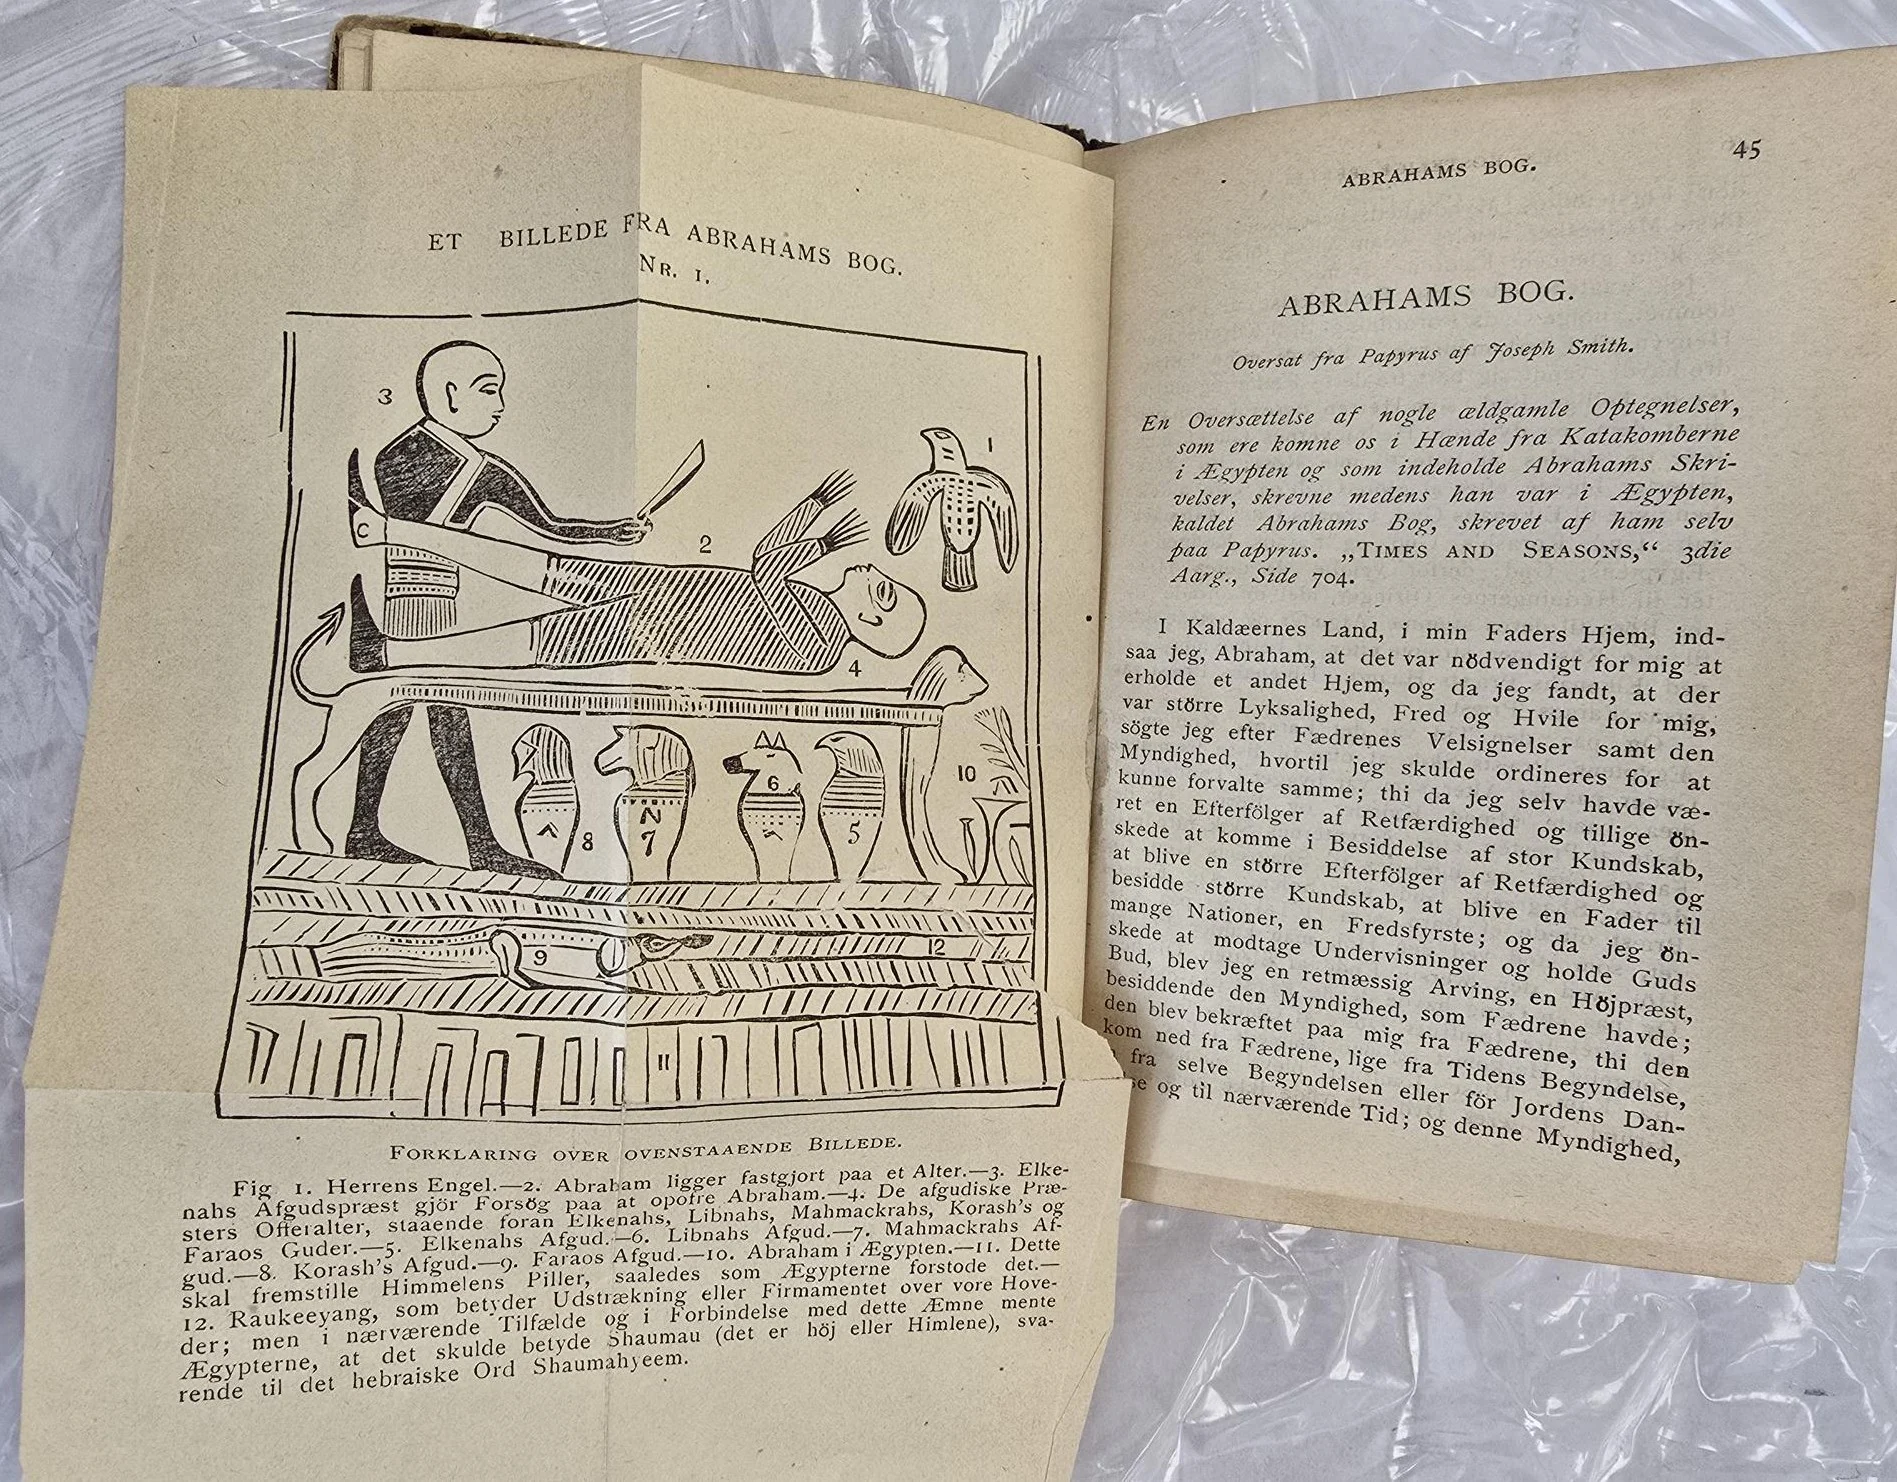 ET BILLEDE FRA ABRAHAMS BOG.
Nr. 1.
3
1
2
C
4
10
6
8
7
5
9
12
11
Forklaring over ovenstaaende Billede.
Fig 1. Herrens Engel.—2. Abraham ligger fastgjort paa et Alter.—3. Elke-
nahs Afgudspræst gjör Forsög paa at opofre Abraham.—4. De afgudiske Præ-
sters Offeralter, staaende foran Elkenahs, Libnahs, Mahmackrahs, Korash's og
Faraos Guder.—5. Elkenahs Afgud.—6. Libnahs Afgud.—7. Mahmackrahs Af-
gud.—8. Korash's Afgud.—9. Faraos Afgud.—10. Abraham i Ægypten.—11. Dette
skal fremstille Himmelens Piller, saaledes som Ægypterne forstode det.—
12. Raukeeyang, som betyder Udstrækning eller Firmamentet over vore Hove-
der; men i nærværende Tilfælde og i Forbindelse med dette Æmne mente
Ægypterne, at det skulde betyde Shaumau (det er höj eller Himlene), sva-
rende til det hebraiske Ord Shaumahyeem.
ABRAHAMS BOG. 45
ABRAHAMS BOG.
Oversat fra Papyrus af Joseph Smith.
En Oversættelse af nogle ældgamle Optegnelser,
som ere komne os i Hænde fra Katakomberne
i Ægypten og som indeholde Abrahams Skri-
velser, skrevne medens han var i Ægypten,
kaldet Abrahams Bog, skrevet af ham selv
paa Papyrus. „Times and Seasons,“ 3die
Aarg., Side 704.
I Kaldæernes Land, i min Faders Hjem, ind-
saa jeg, Abraham, at det var nödvendigt for mig at
erholde et andet Hjem, og da jeg fandt, at der
var större Lyksalighed, Fred og Hvile for mig,
sögte jeg efter Fædrenes Velsignelser samt den
Myndighed, hvortil jeg skulde ordineres for at
kunne forvalte samme; thi da jeg selv havde væ-
ret en Efterfölger af Retfærdighed og tillige ön-
skede at komme i Besiddelse af stor Kundskab,
at blive en större Efterfölger af Retfærdighed og
besidde större Kundskab, at blive en Fader til
mange Nationer, en Fredsfyrste; og da jeg ön-
skede at modtage Undervisninger og holde Guds
Bud, blev jeg en retmæssig Arving, en Höjpræst,
besiddende den Myndighed, som Fædrene havde;
den blev bekræftet paa mig fra Fædrene, thi den
kom ned fra Fædrene, lige fra Tidens Begyndelse,
fra selve Begyndelsen eller för Jordens Dan-
se og til nærværende Tid; og denne Myndighed,